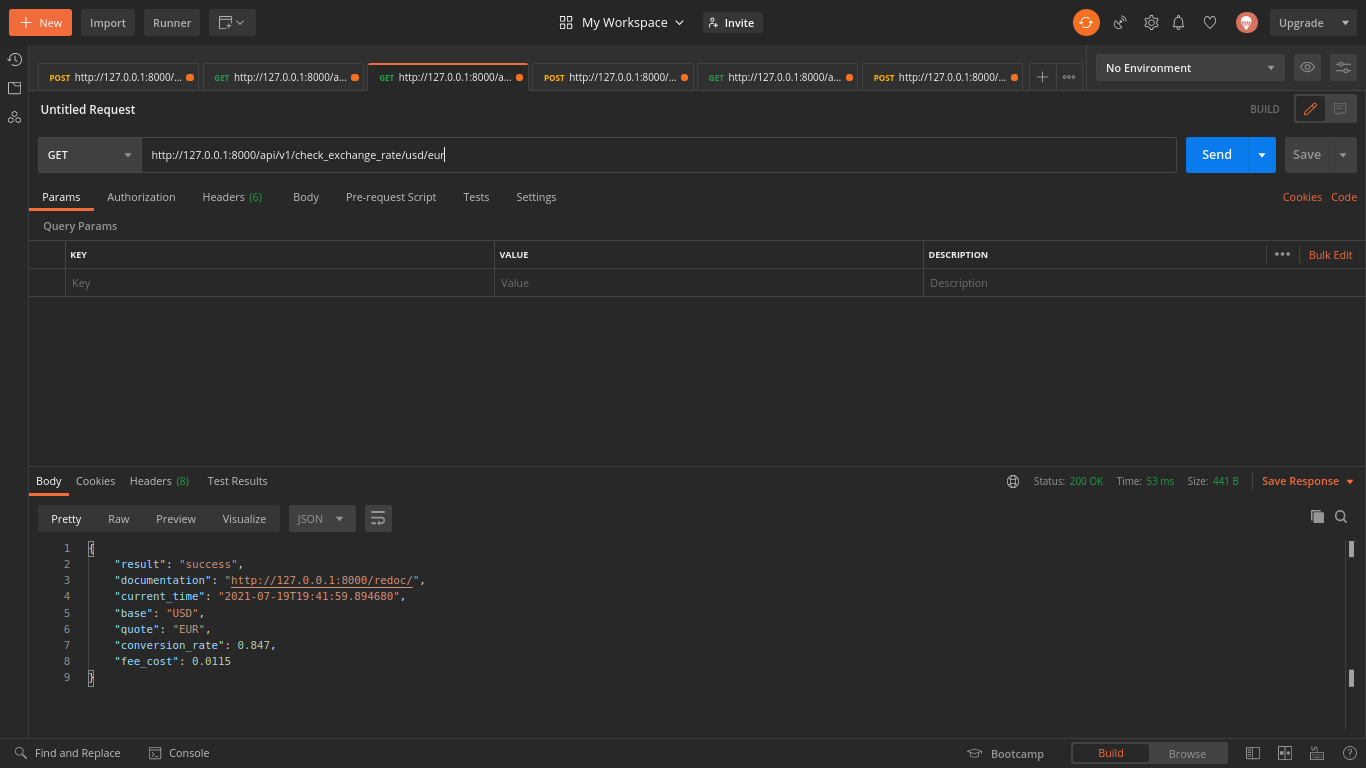 New Import Runner My Workspace Invite Upgrade
POST http://127.0.0.1:8000/... GET http://127.0.0.1:8000/a... GET http://127.0.0.1:8000/a... POST http://127.0.0.1:8000/... GET http://127.0.0.1:8000/a... POST http://127.0.0.1:8000/... No Environment
Untitled Request BUILD
GET http://127.0.0.1:8000/api/v1/check_exchange_rate/usd/eur Send Save
Params Authorization Headers (6) Body Pre-request Script Tests Settings Cookies Code
Query Params
KEY VALUE DESCRIPTION Bulk Edit
Key Value Description
Body Cookies Headers (8) Test Results Status: 200 OK Time: 53 ms Size: 441 B Save Response
Pretty Raw Preview Visualize JSON
1 {
2 "result": "success",
3 "documentation": "http://127.0.0.1:8000/redoc/",
4 "current_time": "2021-07-19T19:41:59.894680",
5 "base": "USD",
6 "quote": "EUR",
7 "conversion_rate": 0.847,
8 "fee_cost": 0.0115
9 }
Find and Replace Console Bootcamp Build Browse